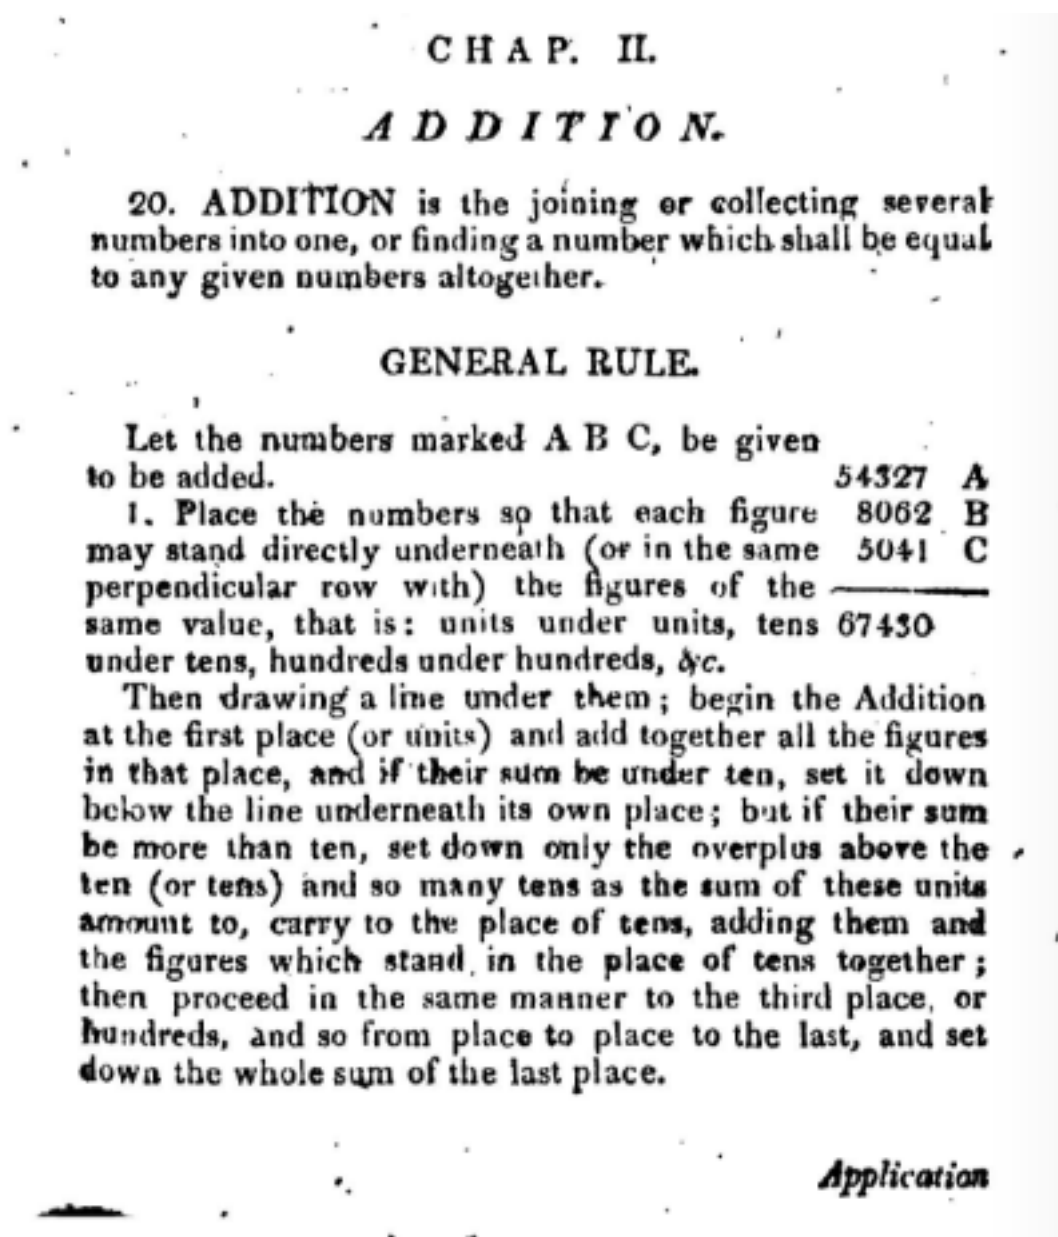 CHAP. II.
ADDITION.
20. ADDITION is the joining or collecting several
numbers into one, or finding a number which shall be equal
to any given numbers altogether.
GENERAL RULE.
Let the numbers marked A B C, be given
to be added. 54327 A
1. Place the numbers so that each figure 8062 B
may stand directly underneath (or in the same 5041 C
perpendicular row with) the figures of the
same value, that is: units under units, tens 67430
under tens, hundreds under hundreds, &c.
Then drawing a line under them; begin the Addition
at the first place (or units) and add together all the figures
in that place, and if their sum be under ten, set it down
below the line underneath its own place; but if their sum
be more than ten, set down only the overplus above the
ten (or tens) and so many tens as the sum of these units
amount to, carry to the place of tens, adding them and
the figures which stand in the place of tens together;
then proceed in the same manner to the third place, or
hundreds, and so from place to place to the last, and set
down the whole sum of the last place.
Application